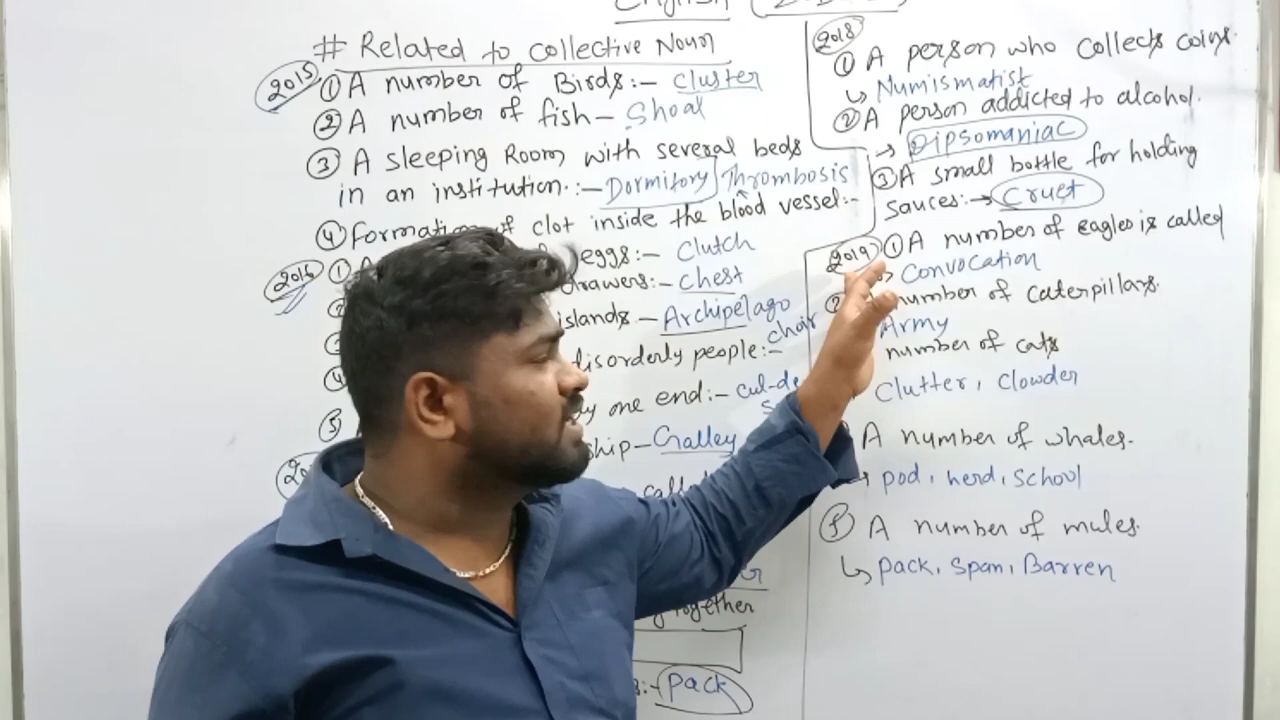 English
# Related to collective Noun
2015 ① A number of Birds:- cluster
② A number of fish- Shoal
③ A sleeping Room with several beds
in an institution.:- Dormitory Thrombosis
④ Formation of clot inside the blood vessel:-
2016 ①
eggs:- Clutch
drawers:- Chest
islands- Archipelago
disorderly people:-
one end:- cul-de
⑤
ship- Galley
together
Pack
2018
① A person who collects coins.
↳ Numismatist
② A person addicted to alcohol.
→ Dipsomaniac
③ A small bottle for holding
Sauces:-→ Cruet
2019 ① A number of eagles is called
Convocation
number of caterpillars.
Army
number of cats
Clutter, Clowder
A number of whales.
pod, herd, School
A number of mules.
↳ pack, Span, Barren